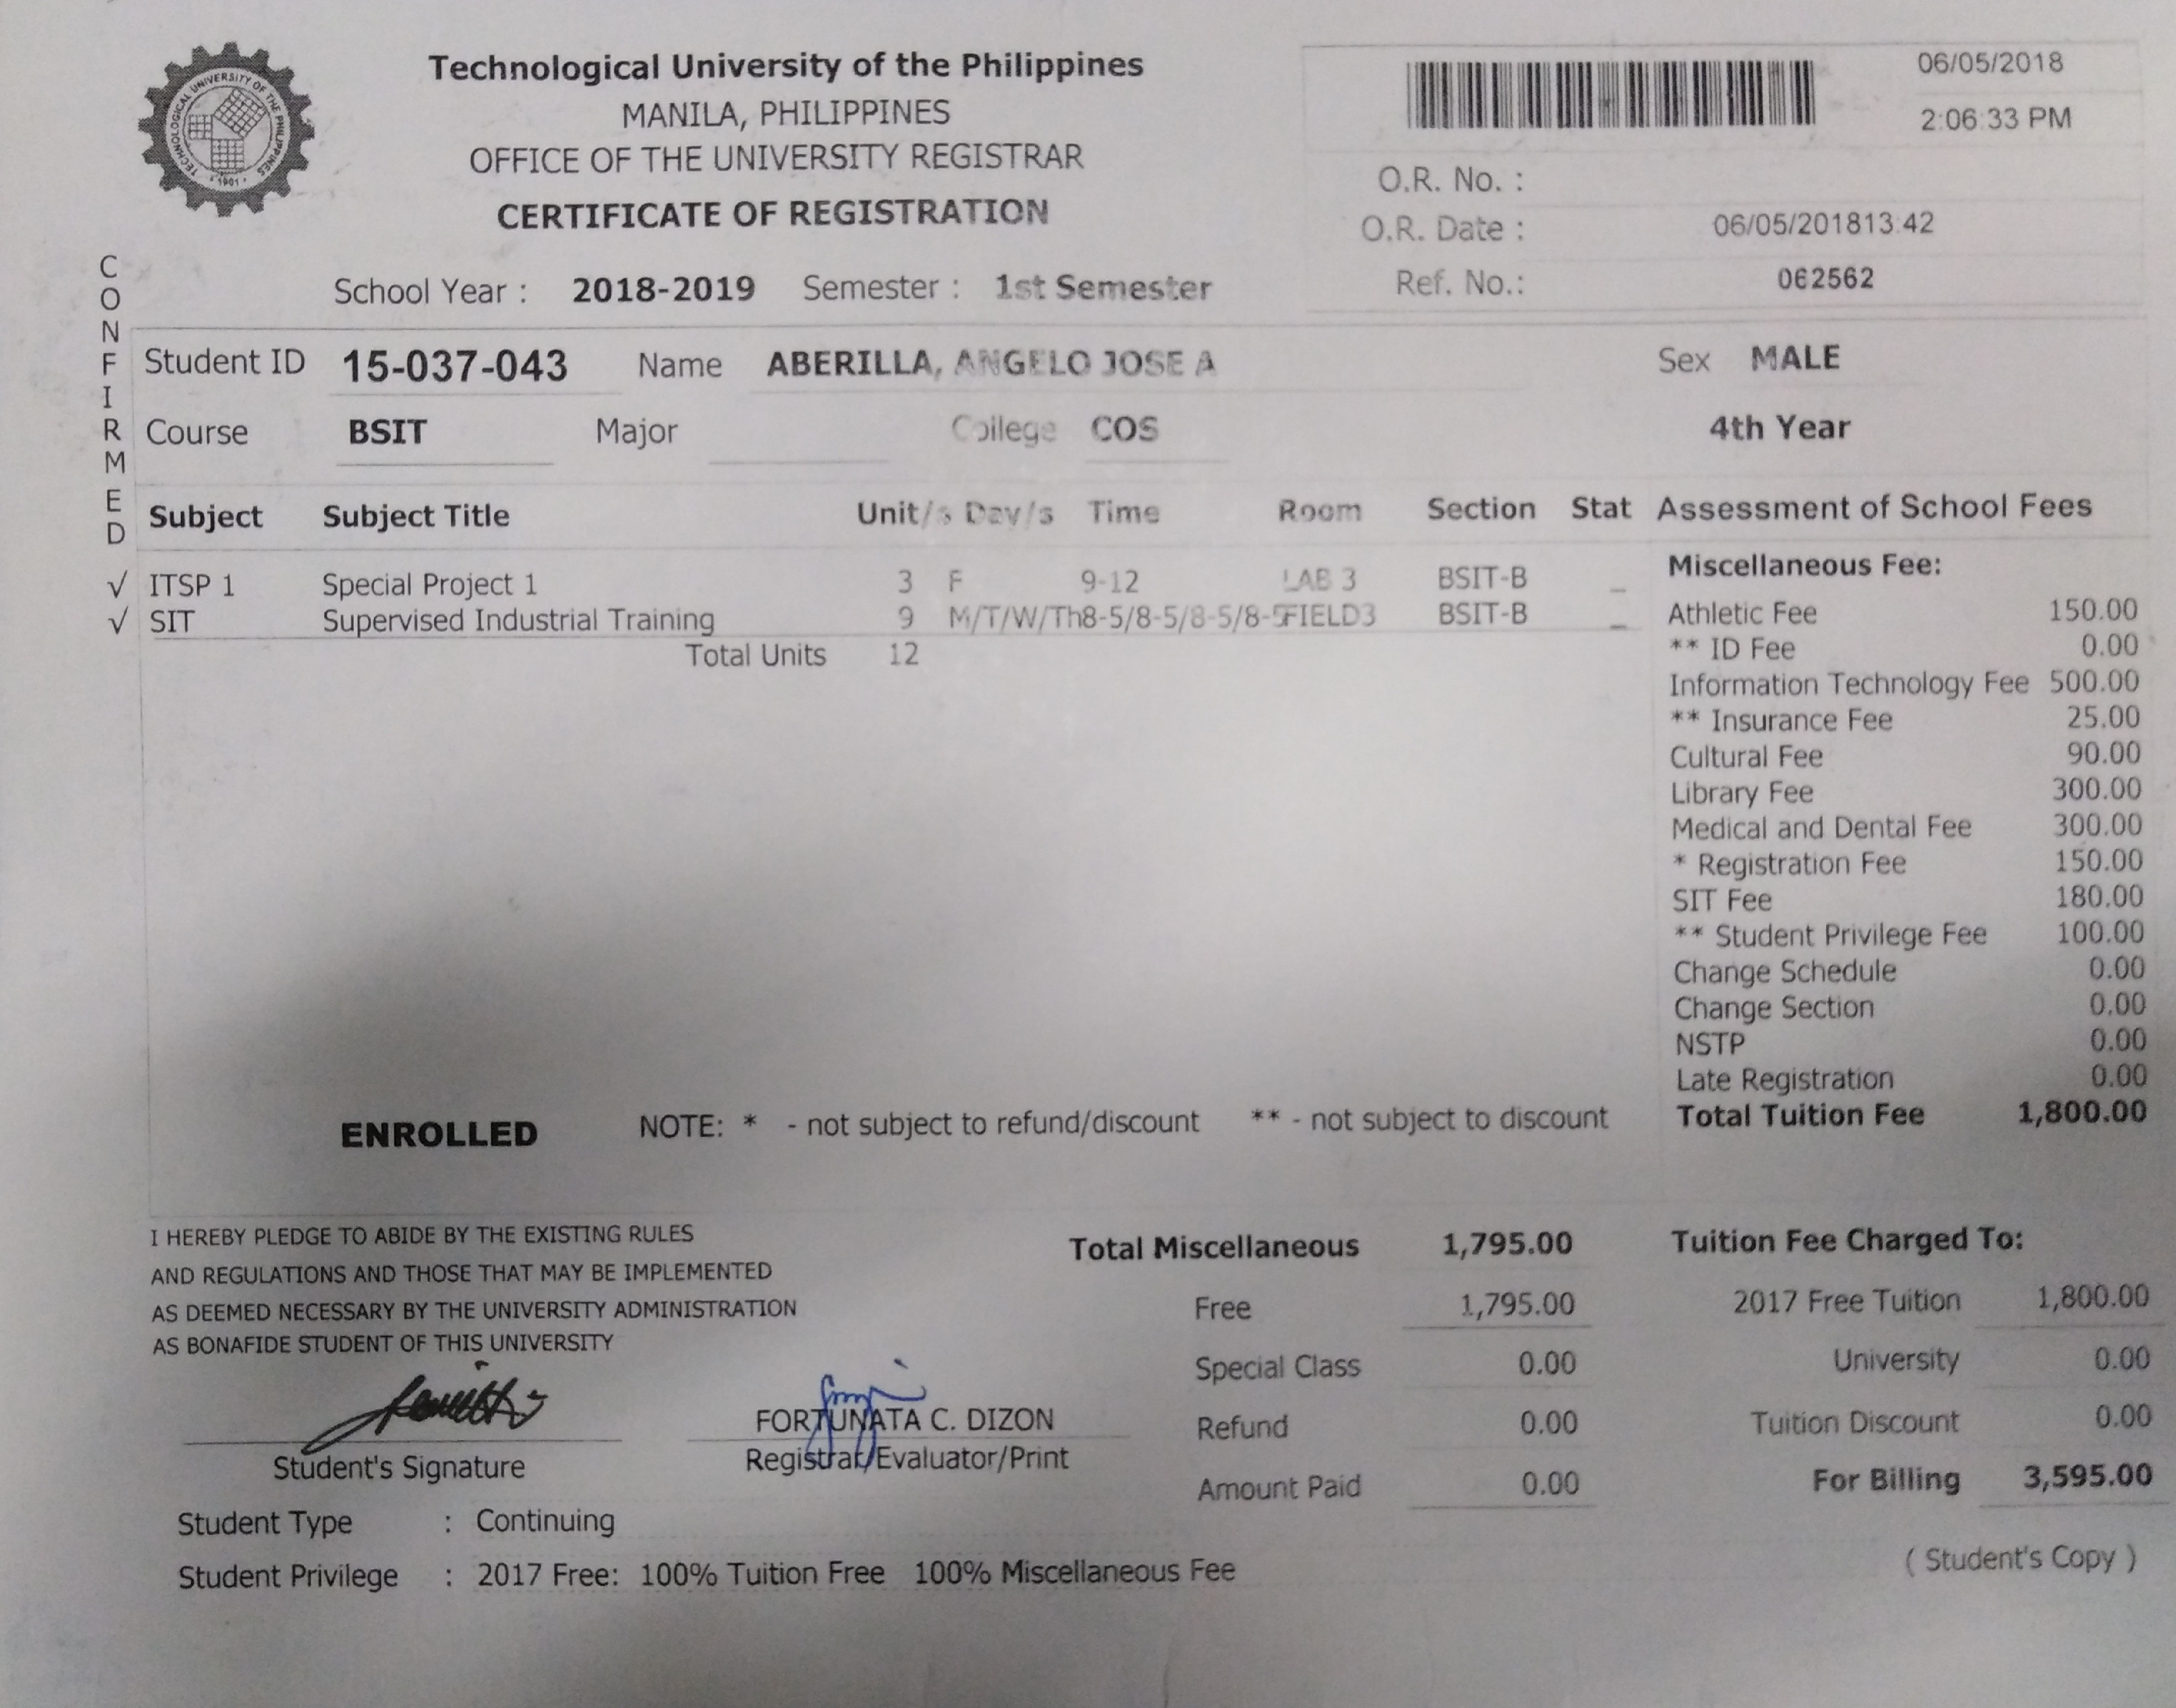 TECHNOLOGICAL UNIVERSITY OF THE PHILIPPINES
1901
Technological University of the Philippines
MANILA, PHILIPPINES
OFFICE OF THE UNIVERSITY REGISTRAR
CERTIFICATE OF REGISTRATION
School Year : 2018-2019 Semester : 1st Semester
06/05/2018
2:06:33 PM
O.R. No. :
O.R. Date : 06/05/201813:42
Ref. No.: 062562
CONFIRMED
Student ID 15-037-043 Name ABERILLA, ANGELO JOSE A Sex MALE
Course BSIT Major College COS 4th Year
Subject Subject Title Unit/s Day/s Time Room Section Stat
√ ITSP 1 Special Project 1 3 F 9-12 LAB 3 BSIT-B _
√ SIT Supervised Industrial Training 9 M/T/W/Th8-5/8-5/8-5/8-5FIELD3 BSIT-B _
Total Units 12
Assessment of School Fees
Miscellaneous Fee:
Athletic Fee 150.00
** ID Fee 0.00
Information Technology Fee 500.00
** Insurance Fee 25.00
Cultural Fee 90.00
Library Fee 300.00
Medical and Dental Fee 300.00
* Registration Fee 150.00
SIT Fee 180.00
** Student Privilege Fee 100.00
Change Schedule 0.00
Change Section 0.00
NSTP 0.00
Late Registration 0.00
Total Tuition Fee 1,800.00
ENROLLED NOTE: * - not subject to refund/discount ** - not subject to discount
I HEREBY PLEDGE TO ABIDE BY THE EXISTING RULES
AND REGULATIONS AND THOSE THAT MAY BE IMPLEMENTED
AS DEEMED NECESSARY BY THE UNIVERSITY ADMINISTRATION
AS BONAFIDE STUDENT OF THIS UNIVERSITY
Student's Signature
FORTUNATA C. DIZON
Registrar/Evaluator/Print
Total Miscellaneous 1,795.00
Free 1,795.00
Special Class 0.00
Refund 0.00
Amount Paid 0.00
Tuition Fee Charged To:
2017 Free Tuition 1,800.00
University 0.00
Tuition Discount 0.00
For Billing 3,595.00
Student Type : Continuing
Student Privilege : 2017 Free: 100% Tuition Free 100% Miscellaneous Fee
( Student's Copy )